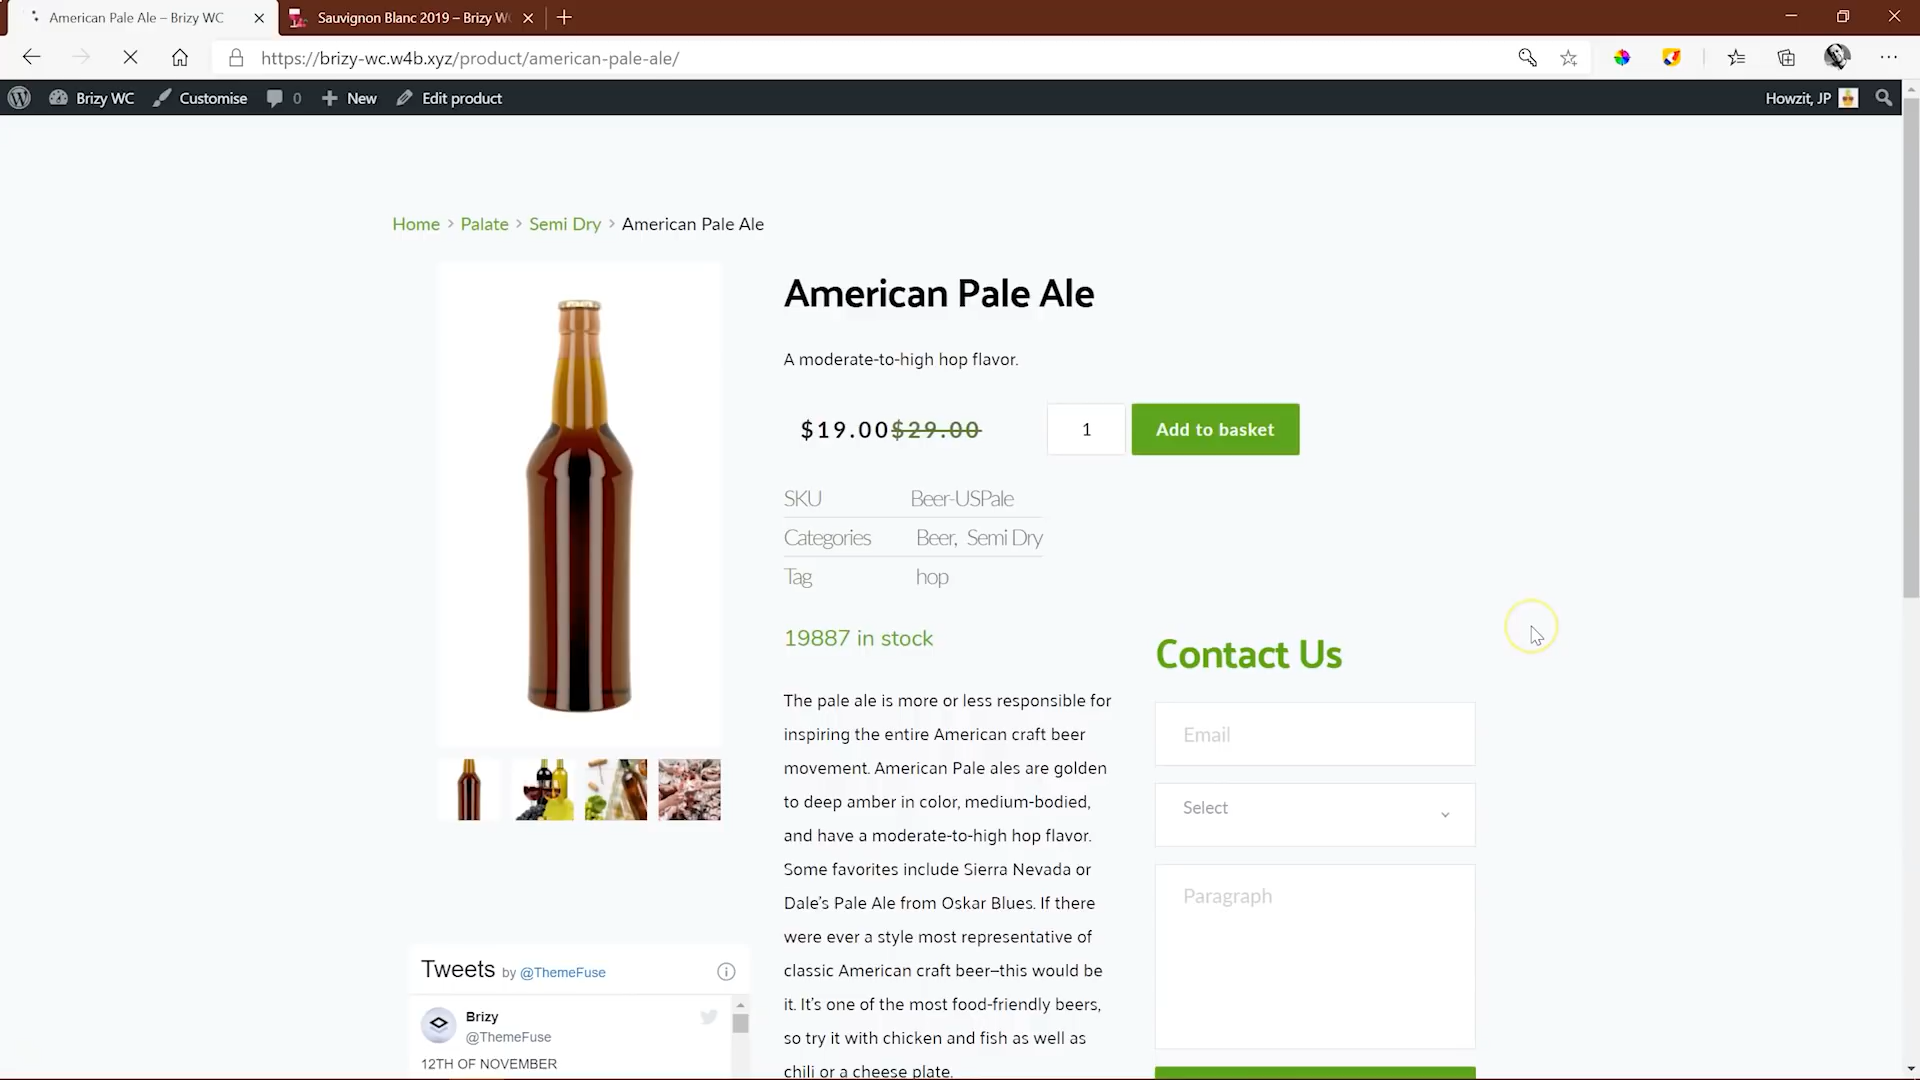 American Pale Ale – Brizy WC
Sauvignon Blanc 2019 – Brizy W
https://brizy-wc.w4b.xyz/product/american-pale-ale/
Brizy WC Customise 0 New Edit product Howzit, JP
Home > Palate > Semi Dry > American Pale Ale
American Pale Ale
A moderate-to-high hop flavor.
$19.00 $29.00 1 Add to basket
SKU Beer-USPale
Categories Beer, Semi Dry
Tag hop
19887 in stock
The pale ale is more or less responsible for
inspiring the entire American craft beer
movement. American Pale ales are golden
to deep amber in color, medium-bodied,
and have a moderate-to-high hop flavor.
Some favorites include Sierra Nevada or
Dale's Pale Ale from Oskar Blues. If there
were ever a style most representative of
classic American craft beer–this would be
it. It's one of the most food-friendly beers,
so try it with chicken and fish as well as
chili or a cheese plate.
Contact Us
Email
Select
Paragraph
Tweets by @ThemeFuse
Brizy
@ThemeFuse
12TH OF NOVEMBER